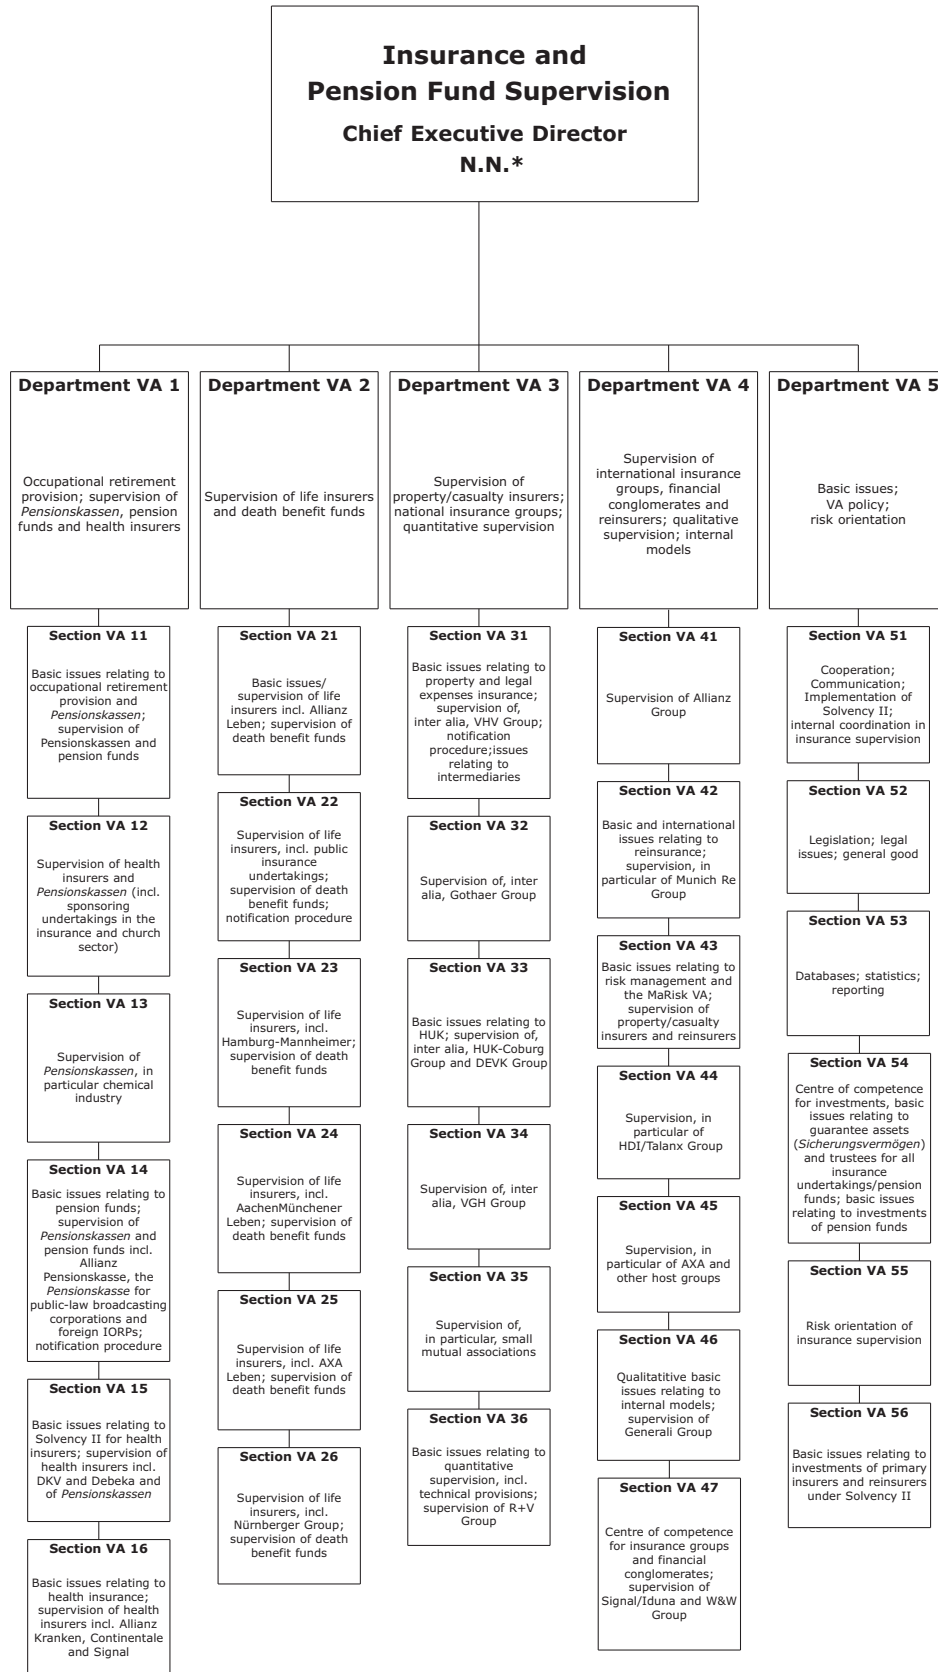 Insurance and
Pension Fund Supervision
Chief Executive Director
N.N.*
Department VA 1
Occupational retirement
provision; supervision of
Pensionskassen, pension
funds and health insurers
Section VA 11
Basic issues relating to
occupational retirement
provision and
Pensionskassen;
supervision of
Pensionskassen and
pension funds
Section VA 12
Supervision of health
insurers and
Pensionskassen (incl.
sponsoring
undertakings in the
insurance and church
sector)
Section VA 13
Supervision of
Pensionskassen, in
particular chemical
industry
Section VA 14
Basic issues relating to
pension funds;
supervision of
Pensionskassen and
pension funds incl.
Allianz
Pensionskasse, the
Pensionskasse for
public-law broadcasting
corporations and
foreign IORPs;
notification procedure
Section VA 15
Basic issues relating to
Solvency II for health
insurers; supervision of
health insurers incl.
DKV and Debeka and
of Pensionskassen
Section VA 16
Basic issues relating to
health insurance;
supervision of health
insurers incl. Allianz
Kranken, Continentale
and Signal
Department VA 2
Supervision of life insurers
and death benefit funds
Section VA 21
Basic issues/
supervision of life
insurers incl. Allianz
Leben; supervision of
death benefit funds
Section VA 22
Supervision of life
insurers, incl. public
insurance
undertakings;
supervision of death
benefit funds;
notification procedure
Section VA 23
Supervision of life
insurers, incl.
Hamburg-Mannheimer;
supervision of death
benefit funds
Section VA 24
Supervision of life
insurers, incl.
AachenMünchener
Leben; supervision of
death benefit funds
Section VA 25
Supervision of life
insurers, incl. AXA
Leben; supervision of
death benefit funds
Section VA 26
Supervision of life
insurers, incl.
Nürnberger Group;
supervision of death
benefit funds
Department VA 3
Supervision of
property/casualty insurers;
national insurance groups;
quantitative supervision
Section VA 31
Basic issues relating to
property and legal
expenses insurance;
supervision of,
inter alia, VHV Group;
notification
procedure;issues
relating to
intermediaries
Section VA 32
Supervision of, inter
alia, Gothaer Group
Section VA 33
Basic issues relating to
HUK; supervision of,
inter alia, HUK-Coburg
Group and DEVK Group
Section VA 34
Supervision of, inter
alia, VGH Group
Section VA 35
Supervision of,
in particular, small
mutual associations
Section VA 36
Basic issues relating to
quantitative
supervision, incl.
technical provisions;
supervision of R+V
Group
Department VA 4
Supervision of
international insurance
groups, financial
conglomerates and
reinsurers; qualitative
supervision; internal
models
Section VA 41
Supervision of Allianz
Group
Section VA 42
Basic and international
issues relating to
reinsurance;
supervision, in
particular of Munich Re
Group
Section VA 43
Basic issues relating to
risk management and
the MaRisk VA;
supervision of
property/casualty
insurers and reinsurers
Section VA 44
Supervision, in
particular of
HDI/Talanx Group
Section VA 45
Supervision, in
particular of AXA and
other host groups
Section VA 46
Qualitatitive basic
issues relating to
internal models;
supervision of
Generali Group
Section VA 47
Centre of competence
for insurance groups
and financial
conglomerates;
supervision of
Signal/Iduna and W&W
Group
Department VA 5
Basic issues;
VA policy;
risk orientation
Section VA 51
Cooperation;
Communication;
Implementation of
Solvency II;
internal coordination in
insurance supervision
Section VA 52
Legislation; legal
issues; general good
Section VA 53
Databases; statistics;
reporting
Section VA 54
Centre of competence
for investments, basic
issues relating to
guarantee assets
(Sicherungsvermögen)
and trustees for all
insurance
undertakings/pension
funds; basic issues
relating to investments
of pension funds
Section VA 55
Risk orientation of
insurance supervision
Section VA 56
Basic issues relating to
investments of primary
insurers and reinsurers
under Solvency II